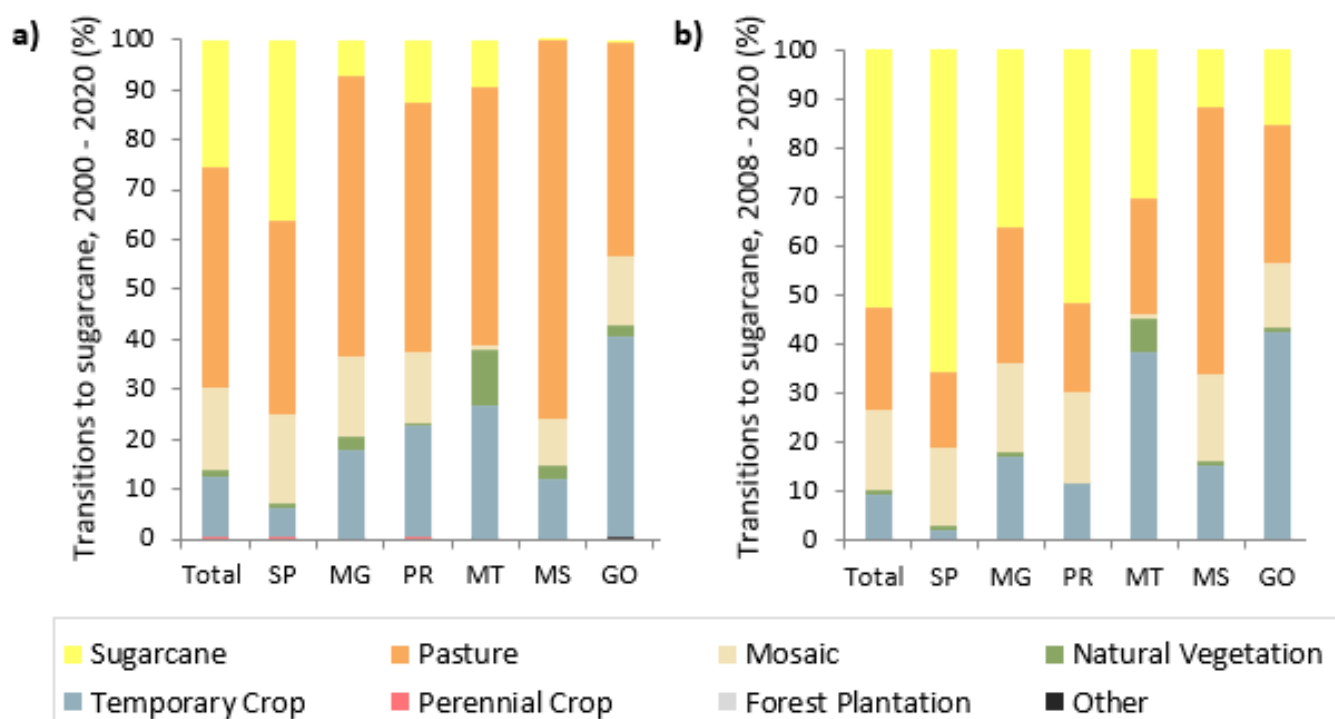 a)
Transitions to sugarcane, 2000 - 2020 (%)
100
90
80
70
60
50
40
30
20
10
0
Total SP MG PR MT MS GO
b)
Transitions to sugarcane, 2008 - 2020 (%)
100
90
80
70
60
50
40
30
20
10
0
Total SP MG PR MT MS GO
Sugarcane Pasture Mosaic Natural Vegetation
Temporary Crop Perennial Crop Forest Plantation Other